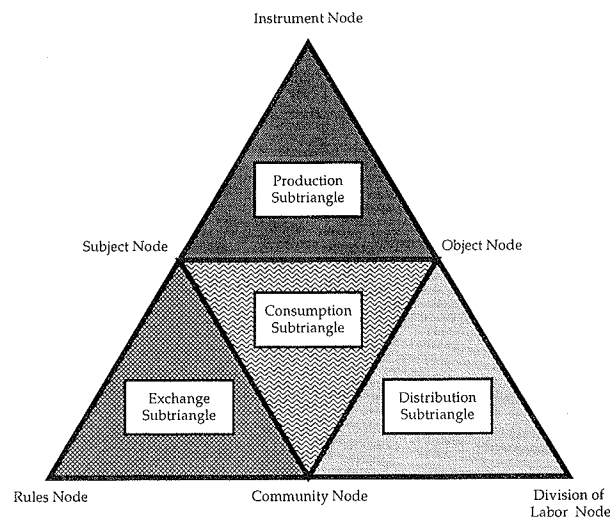 Instrument Node
Production
Subtriangle
Subject Node
Object Node
Consumption
Subtriangle
Exchange
Subtriangle
Distribution
Subtriangle
Rules Node
Community Node
Division of
Labor Node